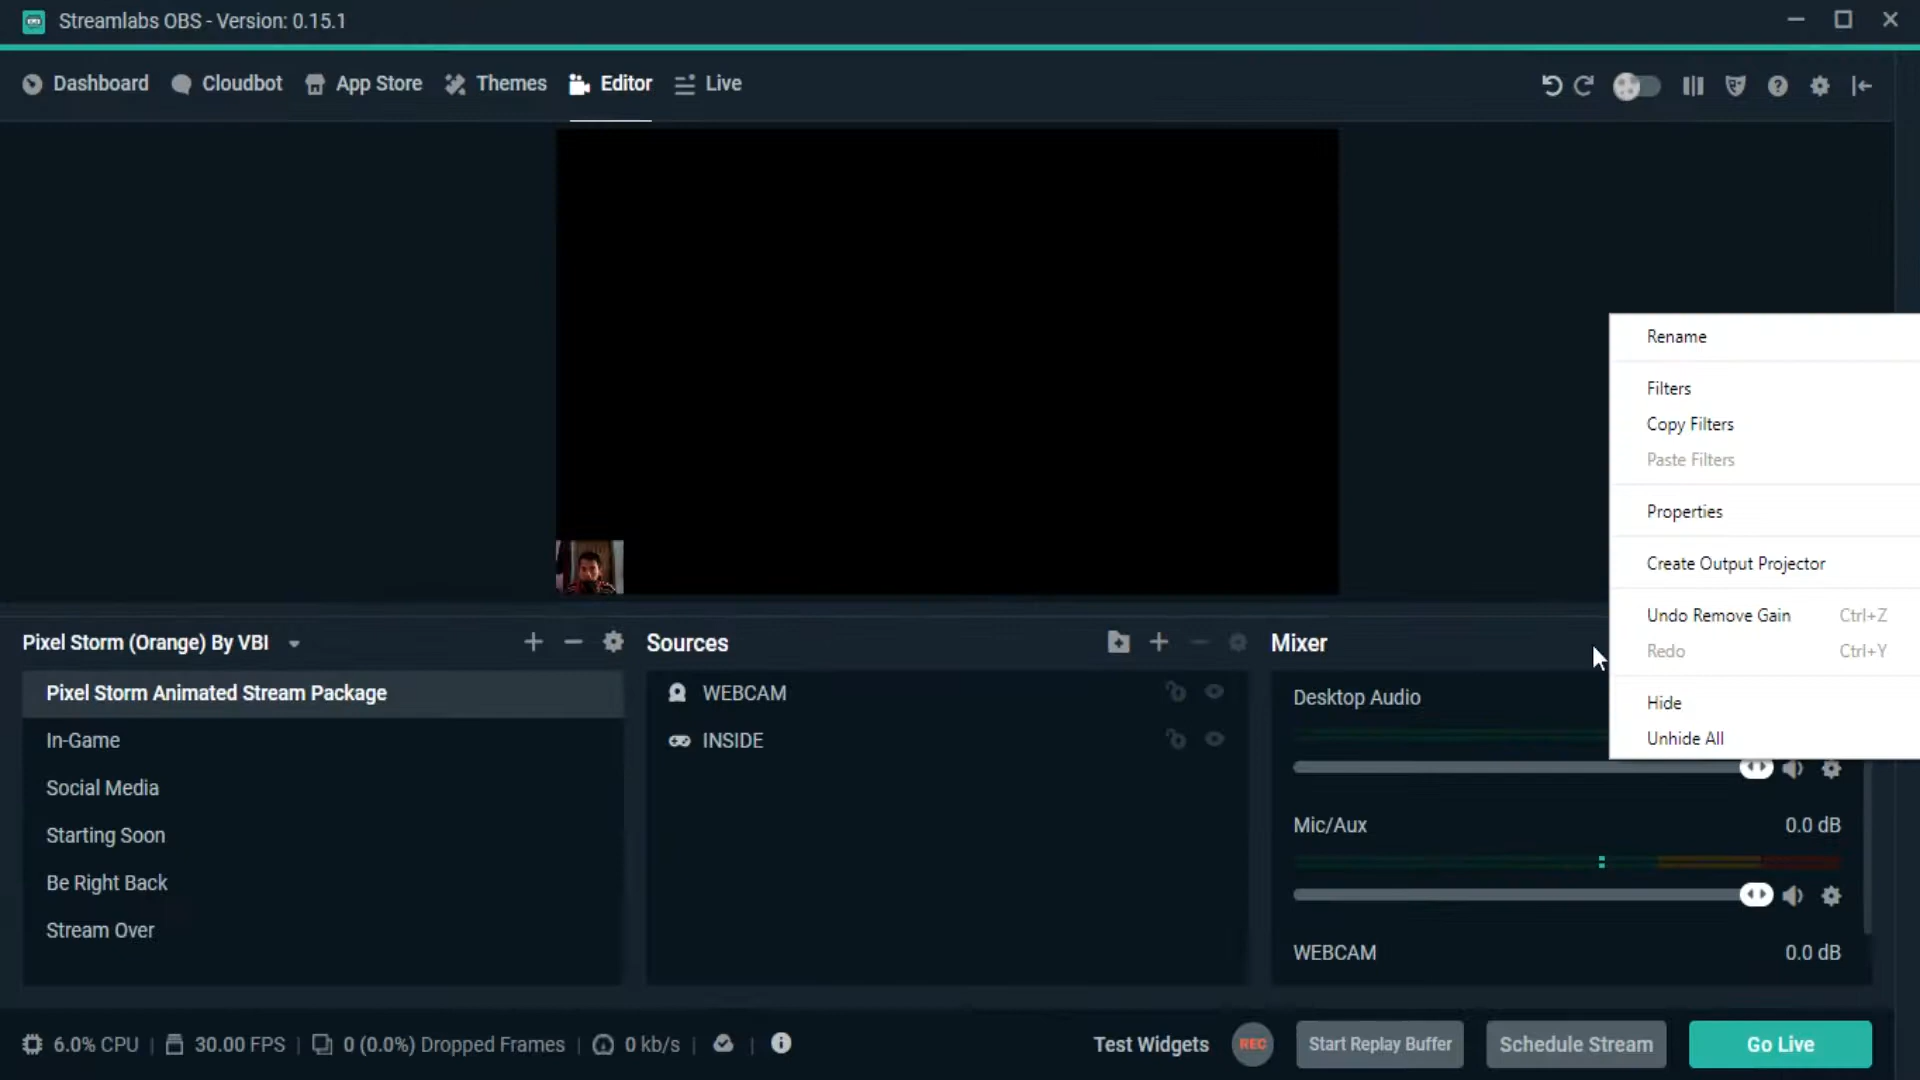 Streamlabs OBS - Version: 0.15.1
Dashboard Cloudbot App Store Themes Editor Live
Rename
Filters
Copy Filters
Paste Filters
Properties
Create Output Projector
Undo Remove Gain Ctrl+Z
Redo Ctrl+Y
Hide
Unhide All
Pixel Storm (Orange) By VBI
Pixel Storm Animated Stream Package
In-Game
Social Media
Starting Soon
Be Right Back
Stream Over
Sources
WEBCAM
INSIDE
Mixer
Desktop Audio
Mic/Aux 0.0 dB
WEBCAM 0.0 dB
6.0% CPU | 30.00 FPS | 0 (0.0%) Dropped Frames | 0 kb/s | |
Test Widgets REC Start Replay Buffer Schedule Stream Go Live